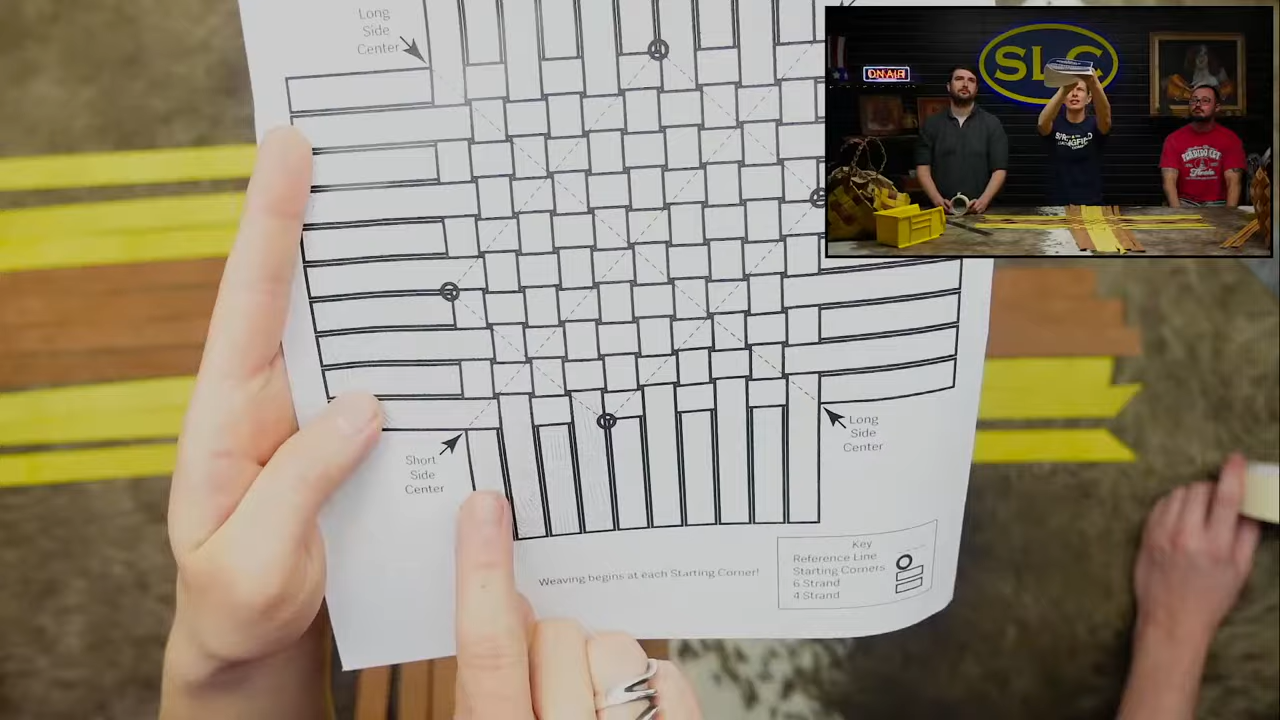 Long
Side
Center
ON AIR
SLC
Short
Side
Center
Long
Side
Center
Weaving begins at each Starting Corner!
Key
Reference Line
Starting Corners
6 Strand
4 Strand